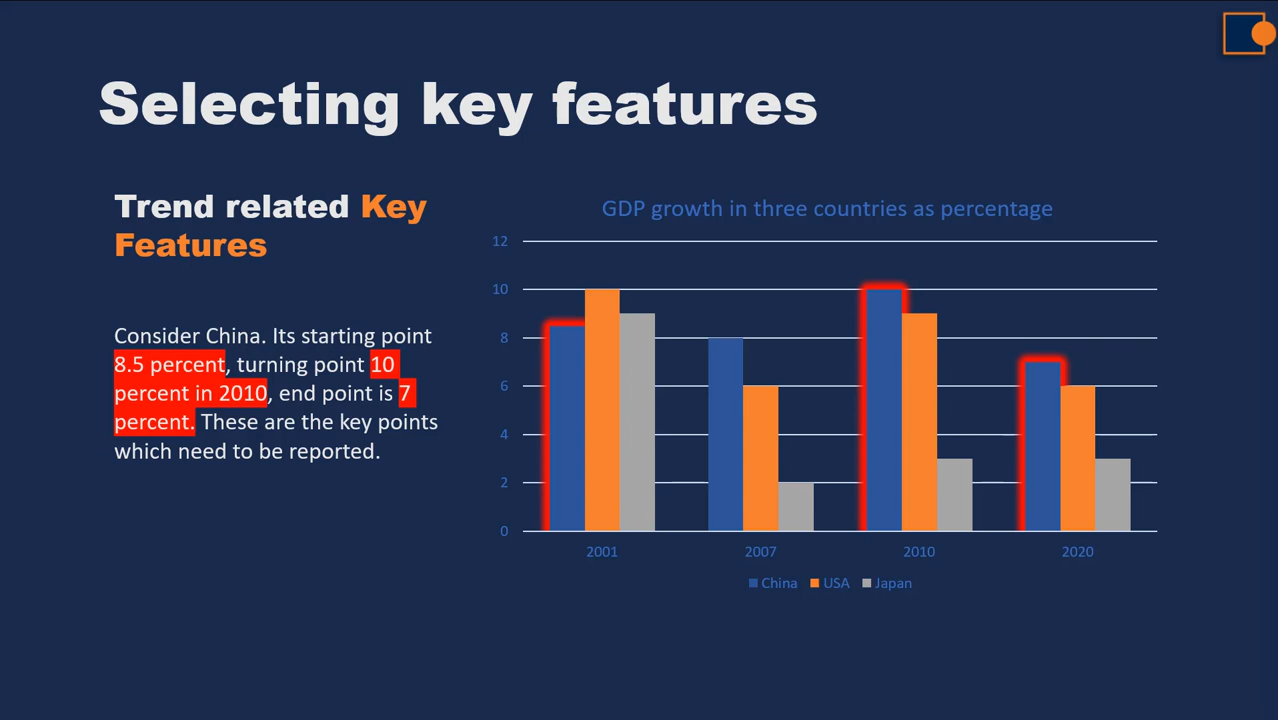 Selecting key features
Trend related Key
Features
Consider China. Its starting point
8.5 percent, turning point 10
percent in 2010, end point is 7
percent. These are the key points
which need to be reported.
GDP growth in three countries as percentage
12
10
8
6
4
2
0
2001 2007 2010 2020
China USA Japan